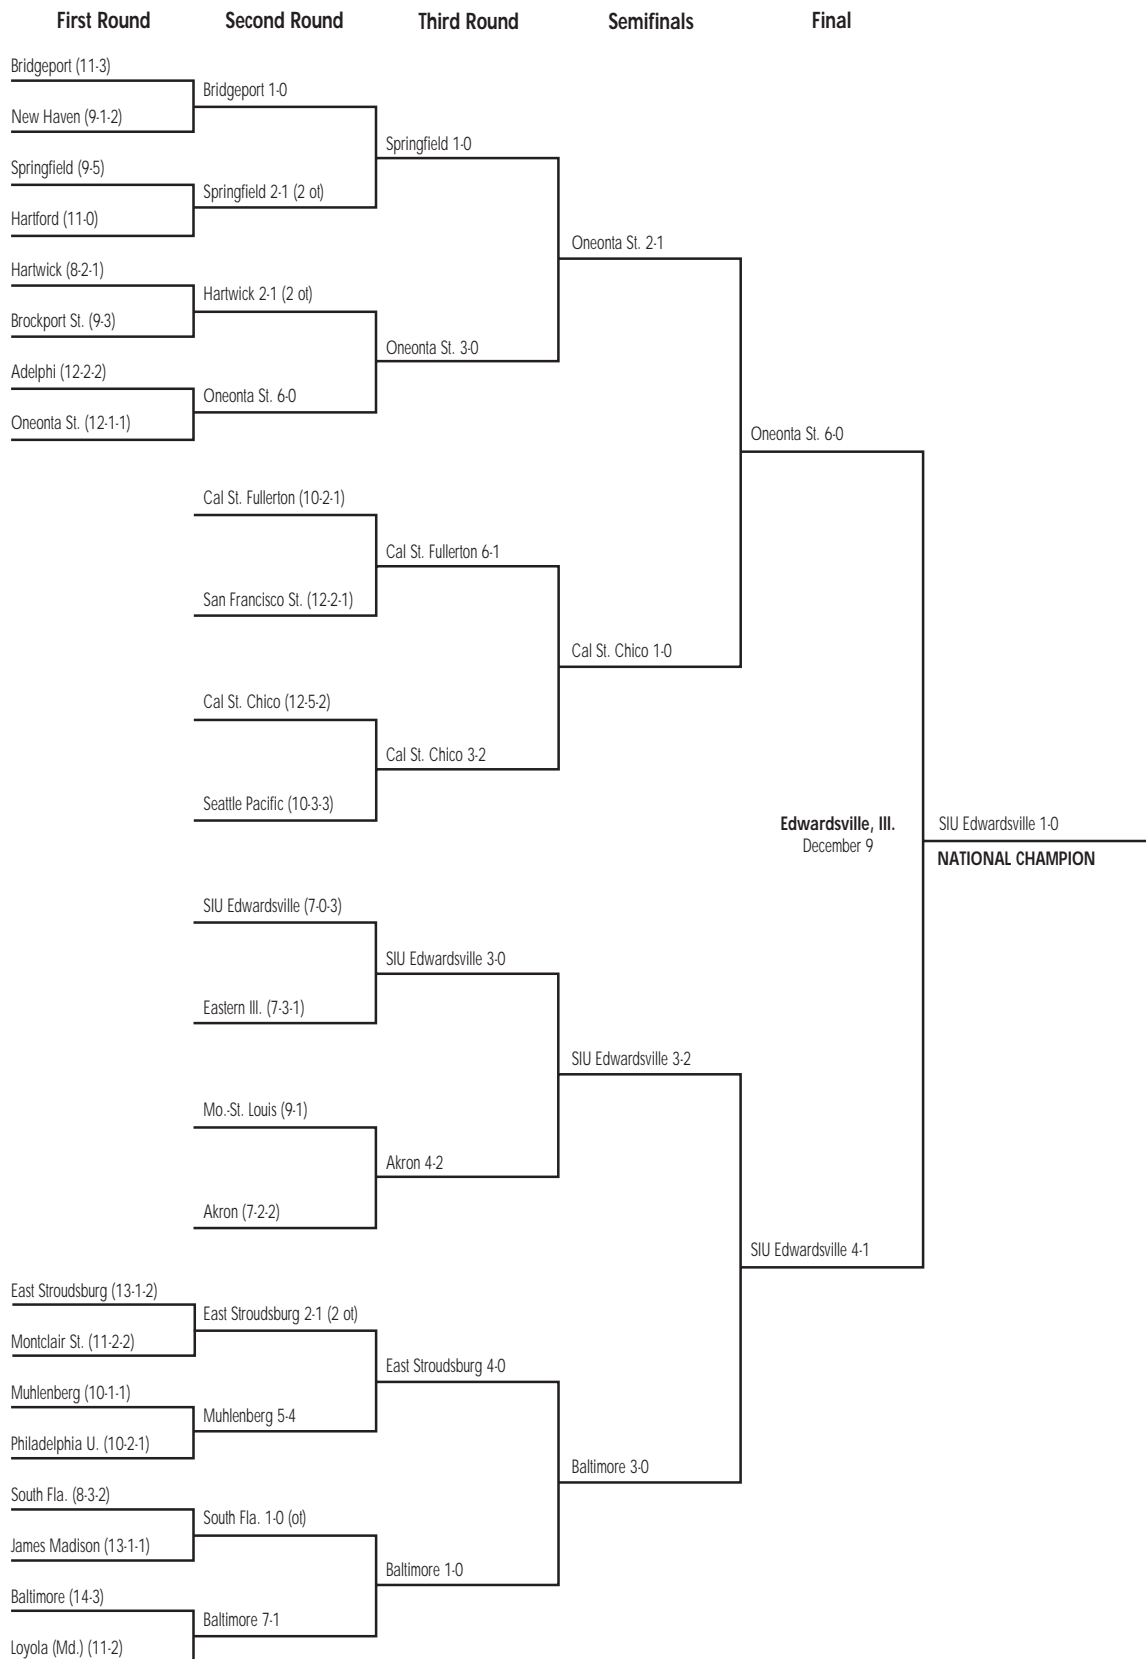 First Round
Second Round
Third Round
Semifinals
Final
Bridgeport (11-3)
New Haven (9-1-2)
Springfield (9-5)
Hartford (11-0)
Hartwick (8-2-1)
Brockport St. (9-3)
Adelphi (12-2-2)
Oneonta St. (12-1-1)
East Stroudsburg (13-1-2)
Montclair St. (11-2-2)
Muhlenberg (10-1-1)
Philadelphia U. (10-2-1)
South Fla. (8-3-2)
James Madison (13-1-1)
Baltimore (14-3)
Loyola (Md.) (11-2)
Bridgeport 1-0
Springfield 2-1 (2 ot)
Hartwick 2-1 (2 ot)
Oneonta St. 6-0
Cal St. Fullerton (10-2-1)
San Francisco St. (12-2-1)
Cal St. Chico (12-5-2)
Seattle Pacific (10-3-3)
SIU Edwardsville (7-0-3)
Eastern Ill. (7-3-1)
Mo.-St. Louis (9-1)
Akron (7-2-2)
East Stroudsburg 2-1 (2 ot)
Muhlenberg 5-4
South Fla. 1-0 (ot)
Baltimore 7-1
Springfield 1-0
Oneonta St. 3-0
Cal St. Fullerton 6-1
Cal St. Chico 3-2
SIU Edwardsville 3-0
Akron 4-2
East Stroudsburg 4-0
Baltimore 1-0
Oneonta St. 2-1
Cal St. Chico 1-0
SIU Edwardsville 3-2
Baltimore 3-0
Oneonta St. 6-0
SIU Edwardsville 4-1
Edwardsville, Ill.
December 9
SIU Edwardsville 1-0
NATIONAL CHAMPION